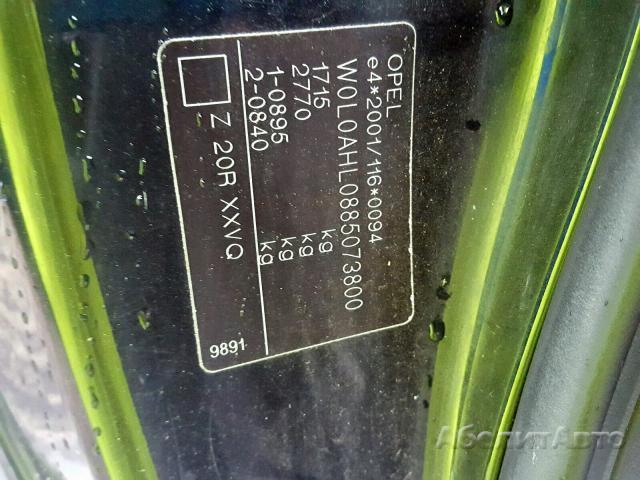 OPEL
e4*2001/116*0094
W0L0AHL0885073800
1715 kg
2770 kg
1-0895 kg
2-0840 kg
Z 20R XXVQ
9891
АболитАвто